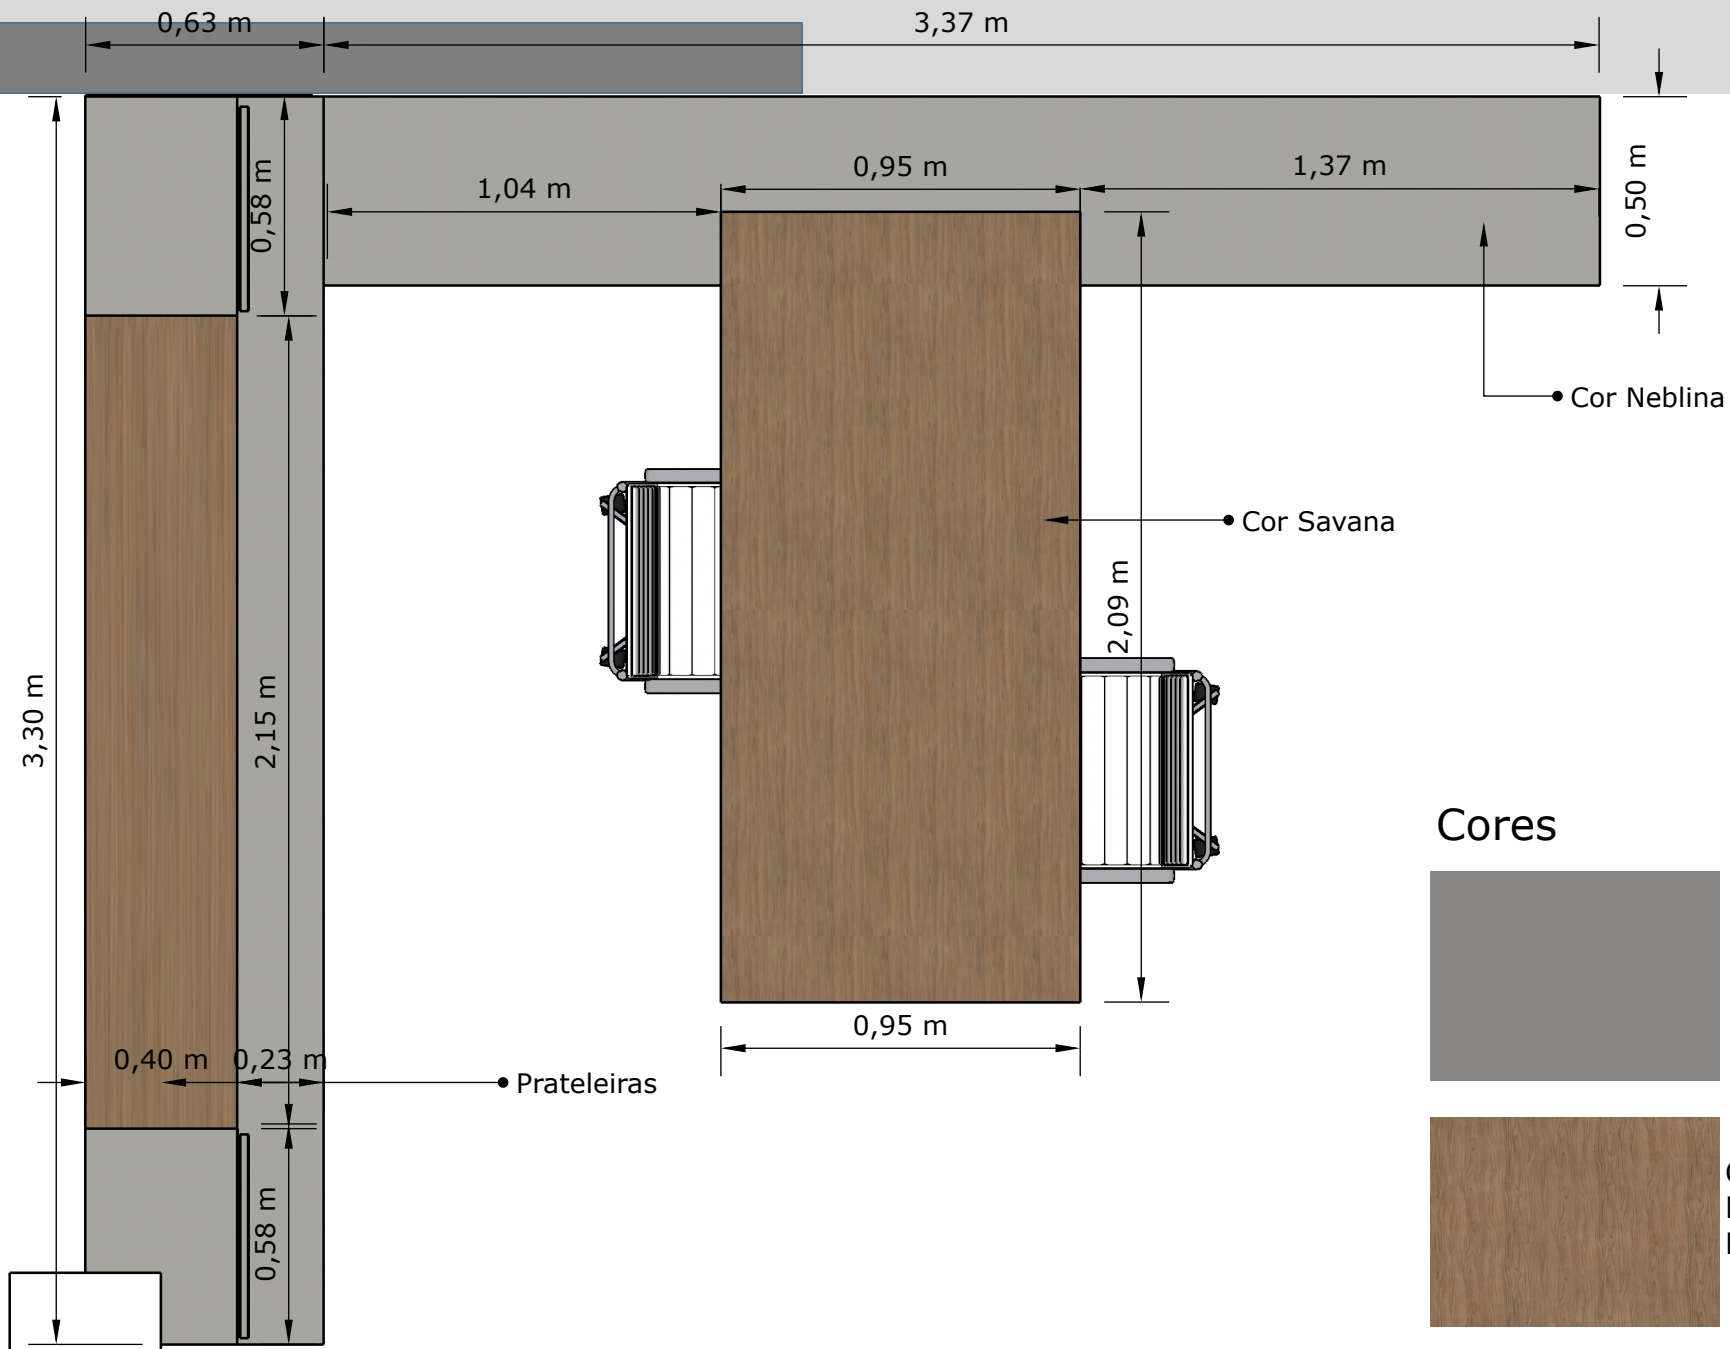 0,63 m
3,37 m
0,58 m
1,04 m
0,95 m
1,37 m
0,50 m
Cor Neblina
Cor Savana
2,09 m
3,30 m
2,15 m
Cores
0,95 m
0,40 m
0,23 m
Prateleiras
0,58 m